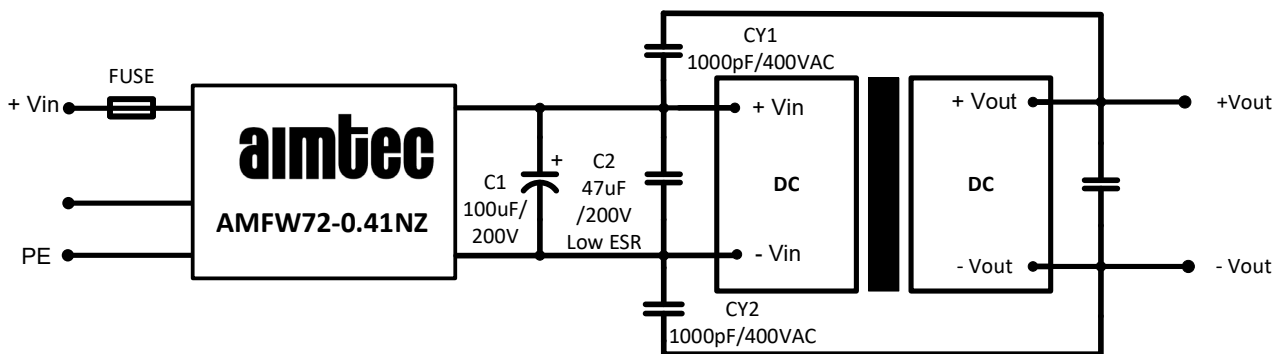 CY1
1000pF/400VAC
FUSE
+ Vin
aimtec
AMFW72-0.41NZ
PE
+
C1
100uF/
200V
C2
47uF
/200V
Low ESR
+ Vin
DC
- Vin
+ Vout
DC
- Vout
+Vout
- Vout
CY2
1000pF/400VAC